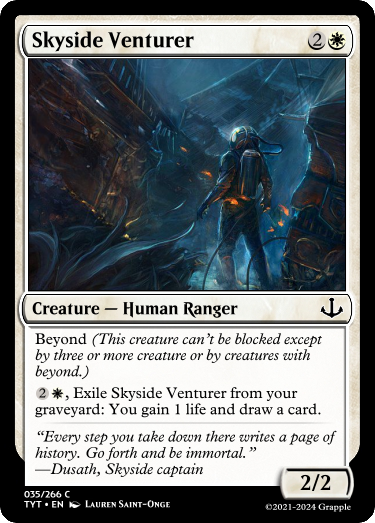 Skyside Venturer 2
Creature — Human Ranger
Beyond (This creature can't be blocked except
by three or more creature or by creatures with
beyond.)
2, Exile Skyside Venturer from your
graveyard: You gain 1 life and draw a card.
“Every step you take down there writes a page of
history. Go forth and be immortal.”
—Dusath, Skyside captain
2/2
035/266 C
TYT • EN Lauren Saint-Onge
©2021-2024 Grapple